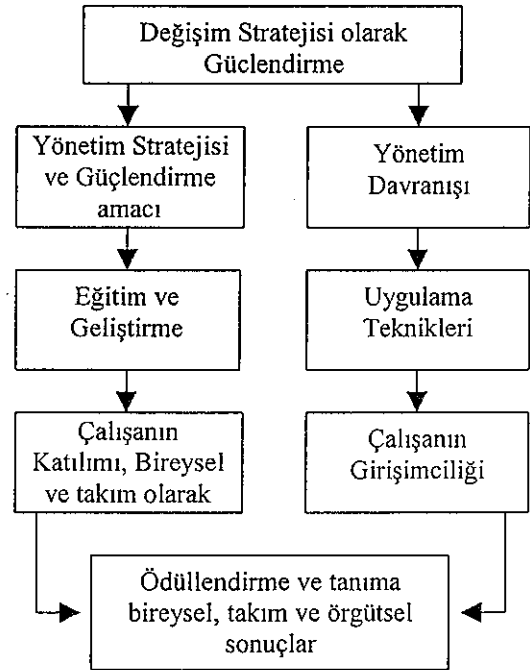 Değişim Stratejisi olarak
Güclendirme
Yönetim Stratejisi
ve Güçlendirme
amacı
Yönetim
Davranışı
Eğitim ve
Geliştirme
Uygulama
Teknikleri
Çalışanın
Katılımı, Bireysel
ve takım olarak
Çalışanın
Girişimciliği
Ödüllendirme ve tanıma
bireysel, takım ve örgütsel
sonuçlar